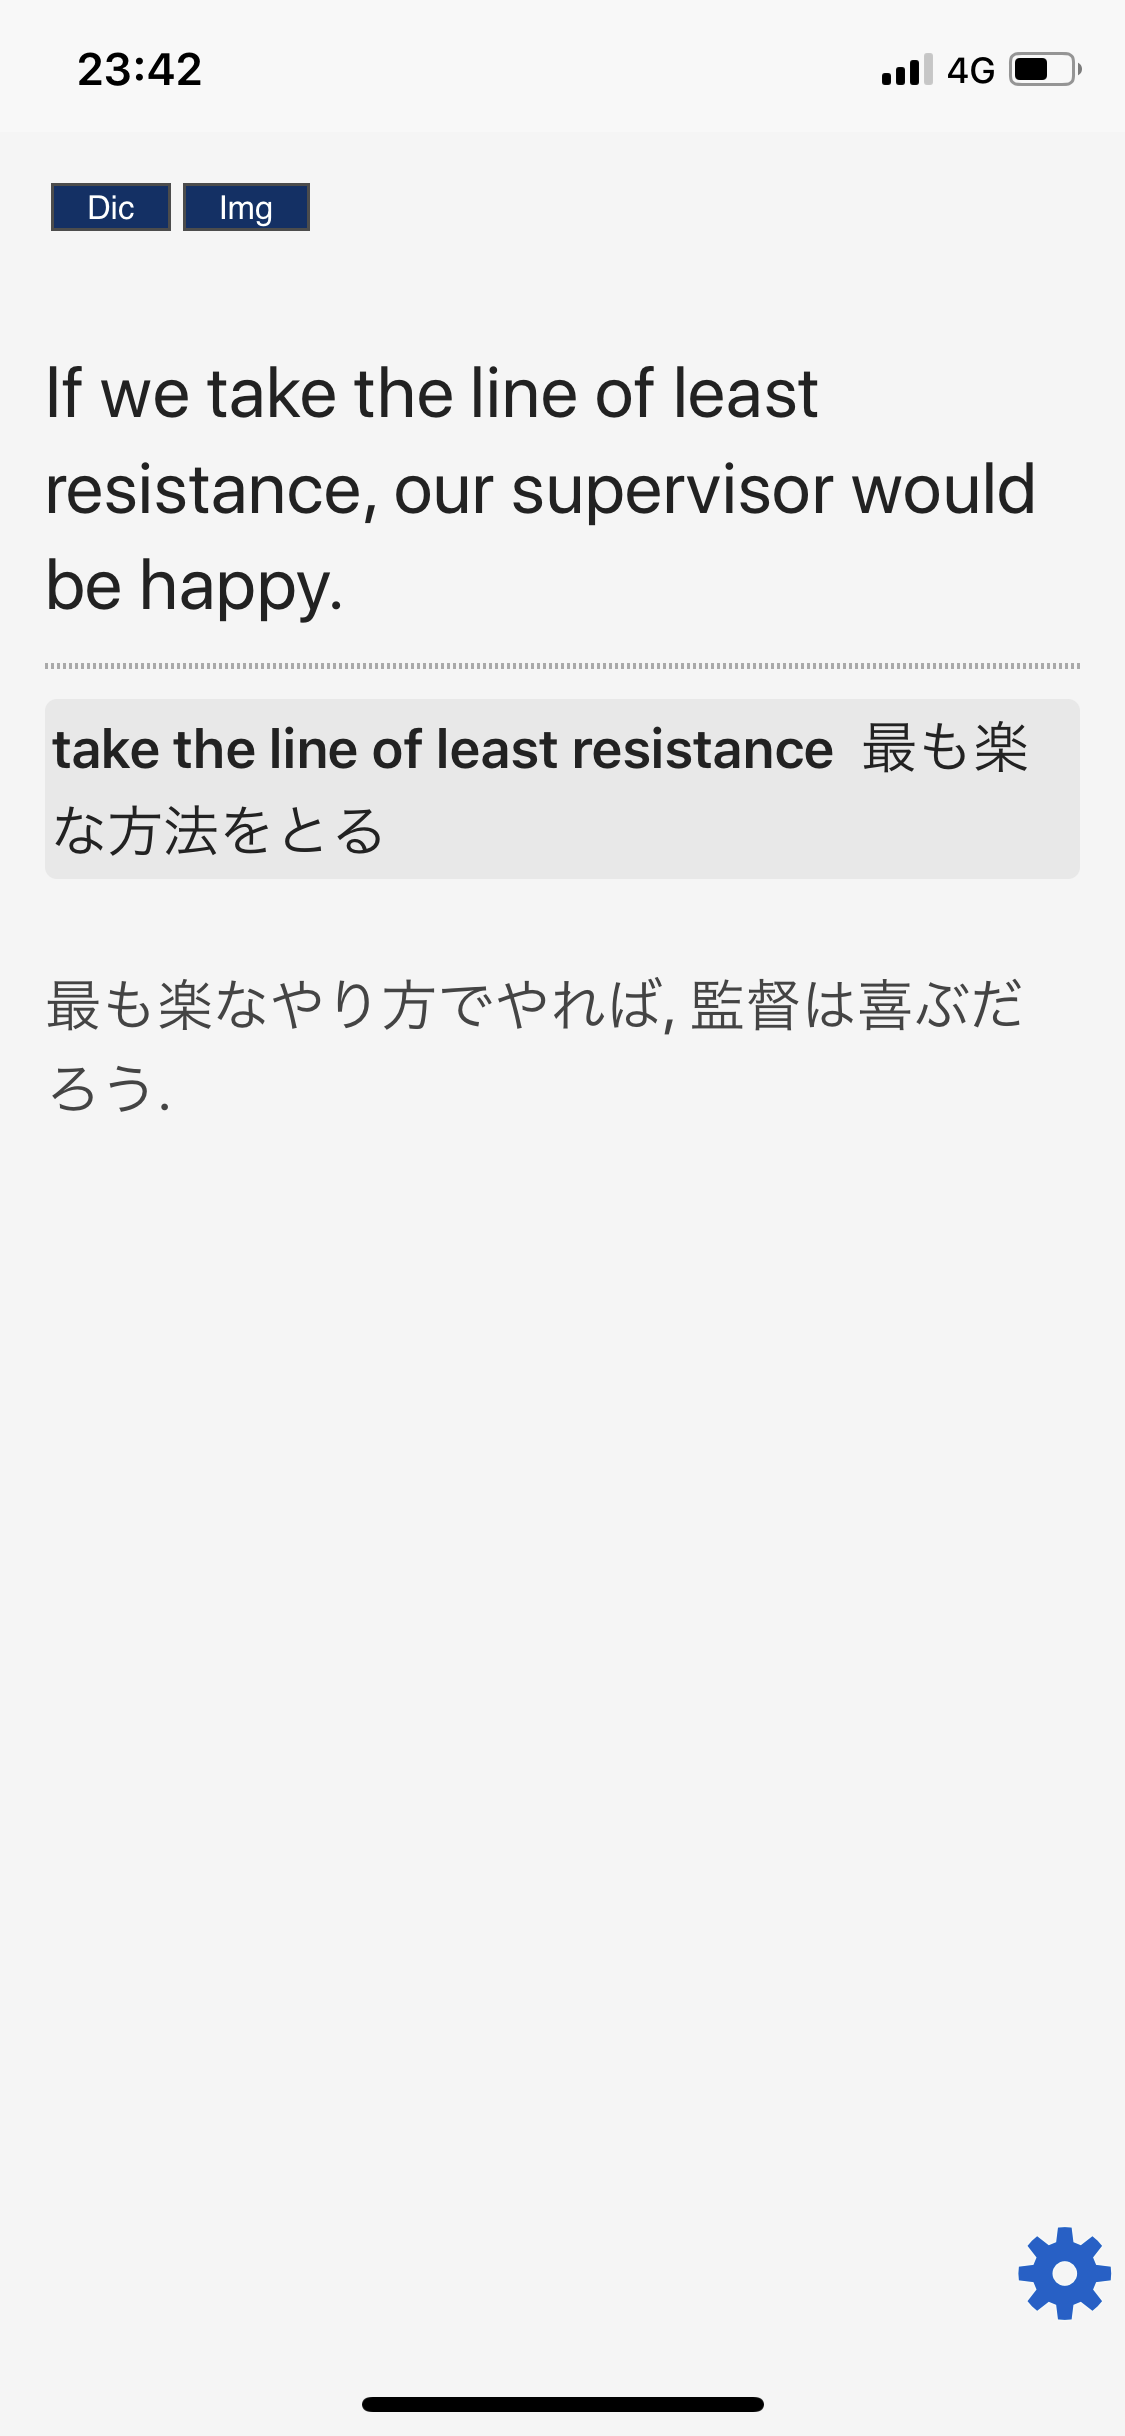 23:42
4G
Dic Img
If we take the line of least
resistance, our supervisor would
be happy.
take the line of least resistance 最も楽
な方法をとる
最も楽なやり方でやれば, 監督は喜ぶだ
ろう.